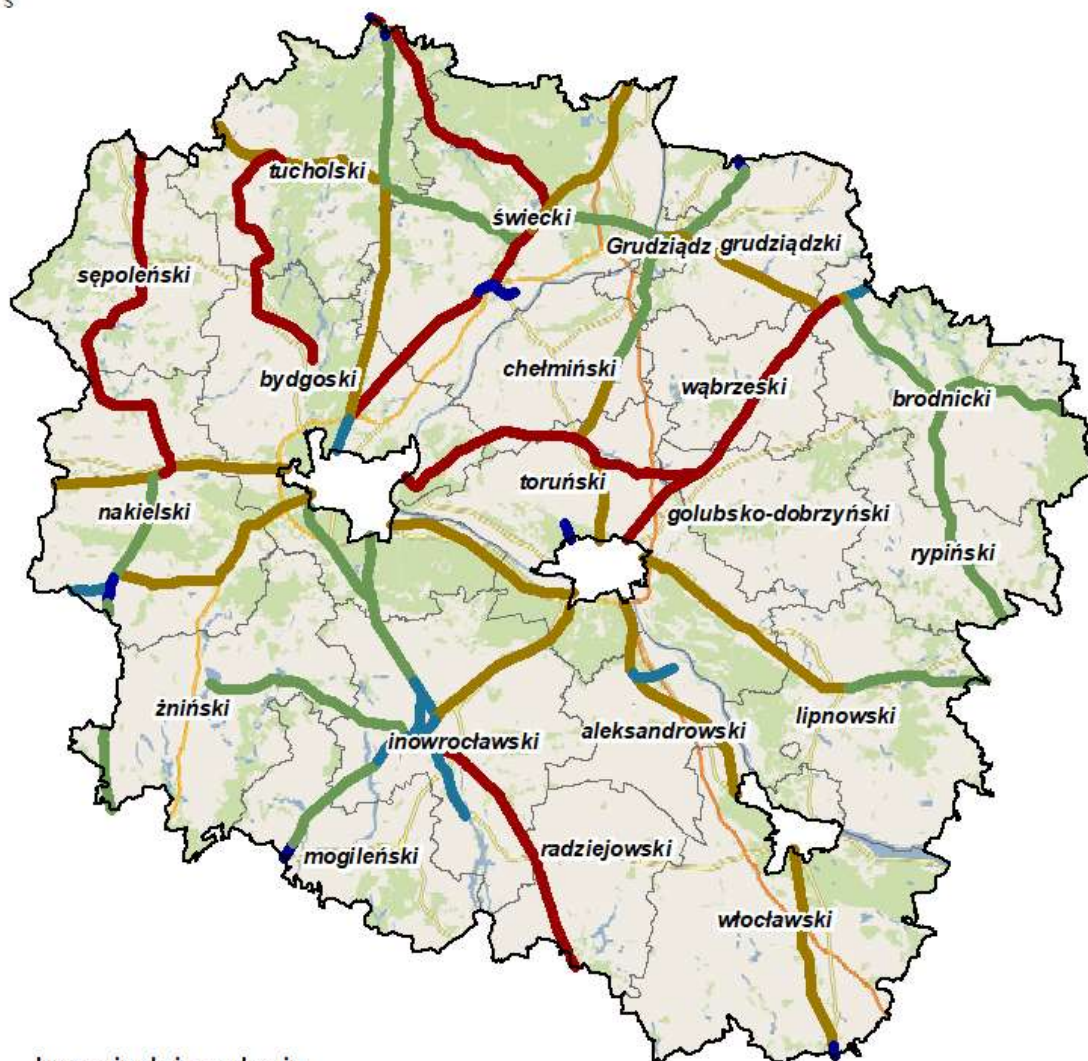 s
tucholski
świecki
Grudziądz grudziądzki
sępoleński
chełmiński
bydgoski
wąbrzeski
brodnicki
toruński
nakielski
golubsko-dobrzyński
rypiński
żniński
inowrocławski
aleksandrowski
lipnowski
mogileński
radziejowski
włocławski